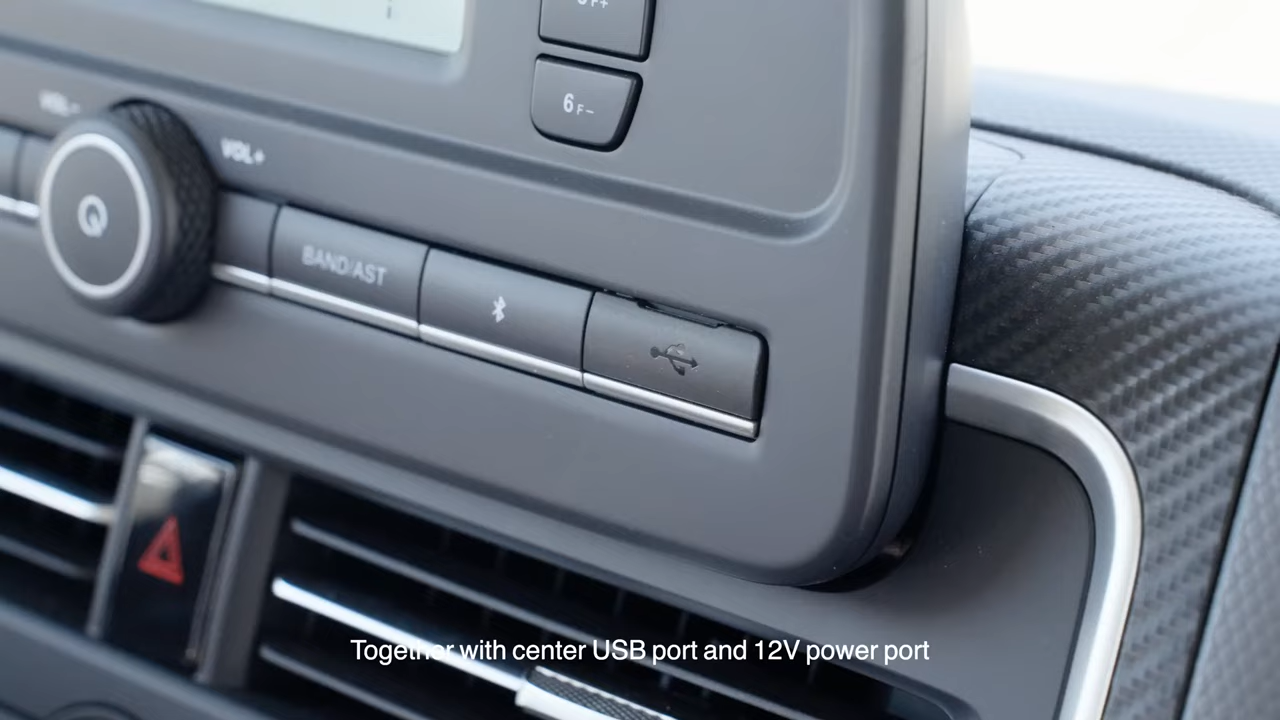 6 F-
VOL-
VOL+
BAND/AST
Together with center USB port and 12V power port